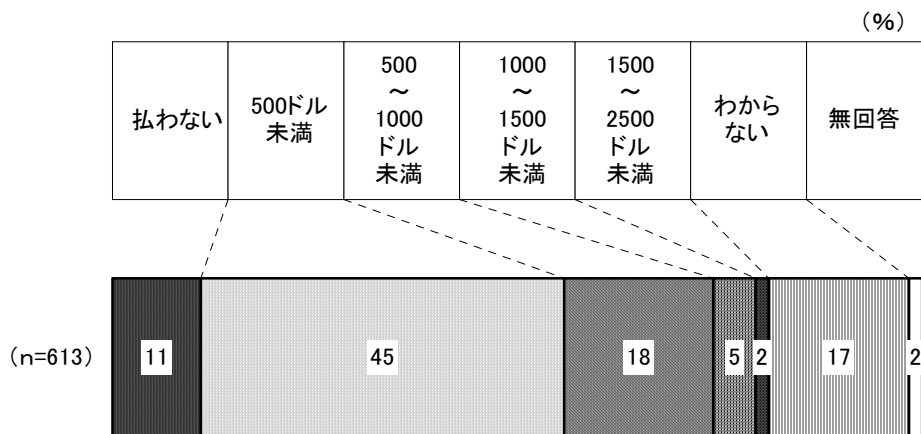 （%）
払わない
500ドル
未満
500
～
1000
ドル
未満
1000
～
1500
ドル
未満
1500
～
2500
ドル
未満
わから
ない
無回答
（n=613）
11
45
18
5
2
17
2